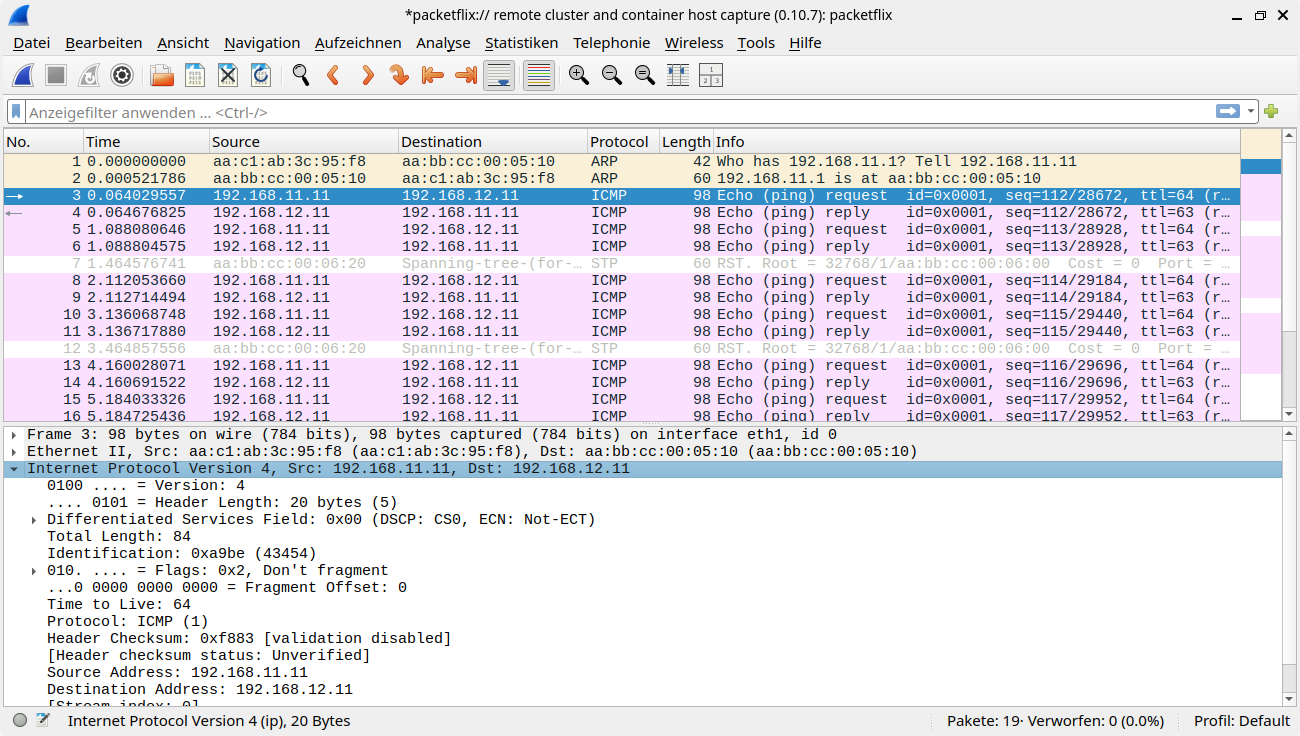 *packetflix:// remote cluster and container host capture (0.10.7): packetflix
Datei Bearbeiten Ansicht Navigation Aufzeichnen Analyse Statistiken Telephonie Wireless Tools Hilfe
Anzeigefilter anwenden ... <Ctrl-/>
No. Time Source Destination Protocol Length Info
1 0.000000000 aa:c1:ab:3c:95:f8 aa:bb:cc:00:05:10 ARP 42 Who has 192.168.11.1? Tell 192.168.11.11
2 0.000521786 aa:bb:cc:00:05:10 aa:c1:ab:3c:95:f8 ARP 60 192.168.11.1 is at aa:bb:cc:00:05:10
3 0.064029557 192.168.11.11 192.168.12.11 ICMP 98 Echo (ping) request id=0x0001, seq=112/28672, ttl=64 (r…
4 0.064676825 192.168.12.11 192.168.11.11 ICMP 98 Echo (ping) reply id=0x0001, seq=112/28672, ttl=63 (r…
5 1.088080646 192.168.11.11 192.168.12.11 ICMP 98 Echo (ping) request id=0x0001, seq=113/28928, ttl=64 (r…
6 1.088804575 192.168.12.11 192.168.11.11 ICMP 98 Echo (ping) reply id=0x0001, seq=113/28928, ttl=63 (r…
7 1.464576741 aa:bb:cc:00:06:20 Spanning-tree-(for-… STP 60 RST. Root = 32768/1/aa:bb:cc:00:06:00 Cost = 0 Port = …
8 2.112053660 192.168.11.11 192.168.12.11 ICMP 98 Echo (ping) request id=0x0001, seq=114/29184, ttl=64 (r…
9 2.112714494 192.168.12.11 192.168.11.11 ICMP 98 Echo (ping) reply id=0x0001, seq=114/29184, ttl=63 (r…
10 3.136068748 192.168.11.11 192.168.12.11 ICMP 98 Echo (ping) request id=0x0001, seq=115/29440, ttl=64 (r…
11 3.136717880 192.168.12.11 192.168.11.11 ICMP 98 Echo (ping) reply id=0x0001, seq=115/29440, ttl=63 (r…
12 3.464857556 aa:bb:cc:00:06:20 Spanning-tree-(for-… STP 60 RST. Root = 32768/1/aa:bb:cc:00:06:00 Cost = 0 Port = …
13 4.160028071 192.168.11.11 192.168.12.11 ICMP 98 Echo (ping) request id=0x0001, seq=116/29696, ttl=64 (r…
14 4.160691522 192.168.12.11 192.168.11.11 ICMP 98 Echo (ping) reply id=0x0001, seq=116/29696, ttl=63 (r…
15 5.184033326 192.168.11.11 192.168.12.11 ICMP 98 Echo (ping) request id=0x0001, seq=117/29952, ttl=64 (r…
16 5.184725436 192.168.12.11 192.168.11.11 ICMP 98 Echo (ping) reply id=0x0001, seq=117/29952, ttl=63 (r…
Frame 3: 98 bytes on wire (784 bits), 98 bytes captured (784 bits) on interface eth1, id 0
Ethernet II, Src: aa:c1:ab:3c:95:f8 (aa:c1:ab:3c:95:f8), Dst: aa:bb:cc:00:05:10 (aa:bb:cc:00:05:10)
Internet Protocol Version 4, Src: 192.168.11.11, Dst: 192.168.12.11
0100 .... = Version: 4
.... 0101 = Header Length: 20 bytes (5)
Differentiated Services Field: 0x00 (DSCP: CS0, ECN: Not-ECT)
Total Length: 84
Identification: 0xa9be (43454)
010. .... = Flags: 0x2, Don't fragment
...0 0000 0000 0000 = Fragment Offset: 0
Time to Live: 64
Protocol: ICMP (1)
Header Checksum: 0xf883 [validation disabled]
[Header checksum status: Unverified]
Source Address: 192.168.11.11
Destination Address: 192.168.12.11
[Stream index: 0]
Internet Protocol Version 4 (ip), 20 Bytes
Pakete: 19· Verworfen: 0 (0.0%)
Profil: Default